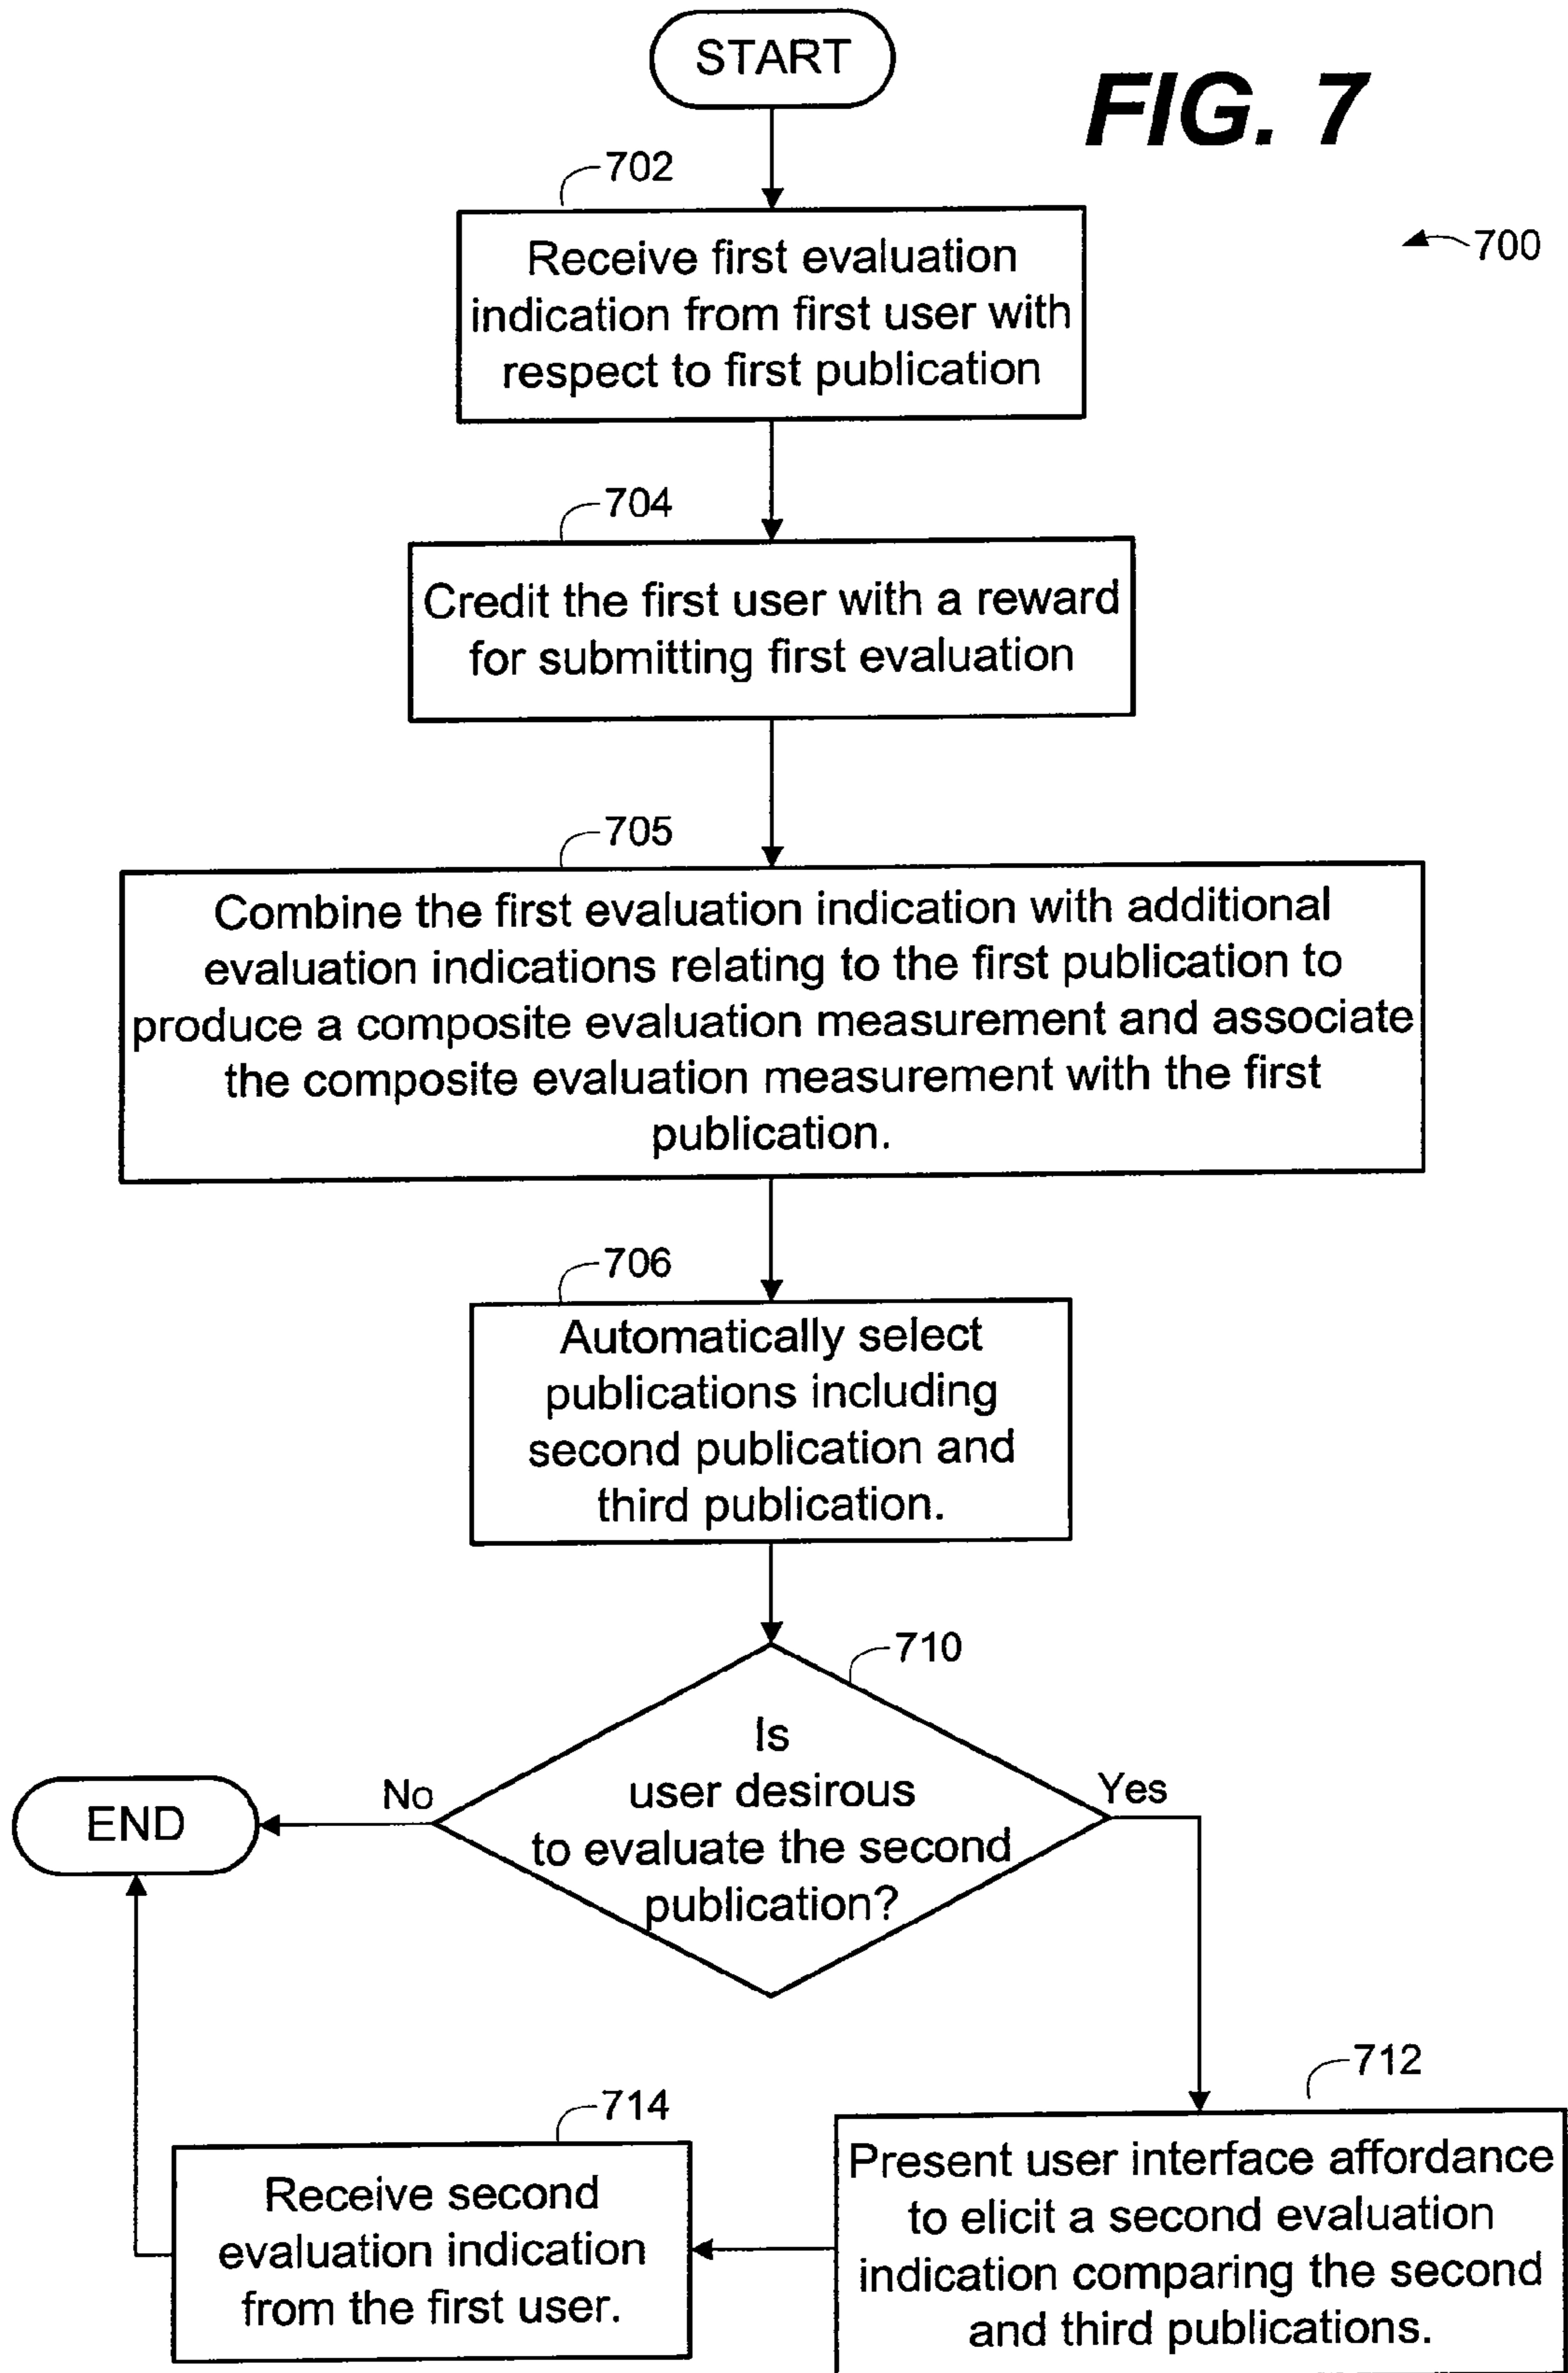 START
FIG. 7
700
702
Receive first evaluation
indication from first user with
respect to first publication
704
Credit the first user with a reward
for submitting first evaluation
705
Combine the first evaluation indication with additional
evaluation indications relating to the first publication to
produce a composite evaluation measurement and associate
the composite evaluation measurement with the first
publication.
706
Automatically select
publications including
second publication and
third publication.
710
Is
user desirous
to evaluate the second
publication?
No
Yes
END
712
Present user interface affordance
to elicit a second evaluation
indication comparing the second
and third publications.
714
Receive second
evaluation indication
from the first user.